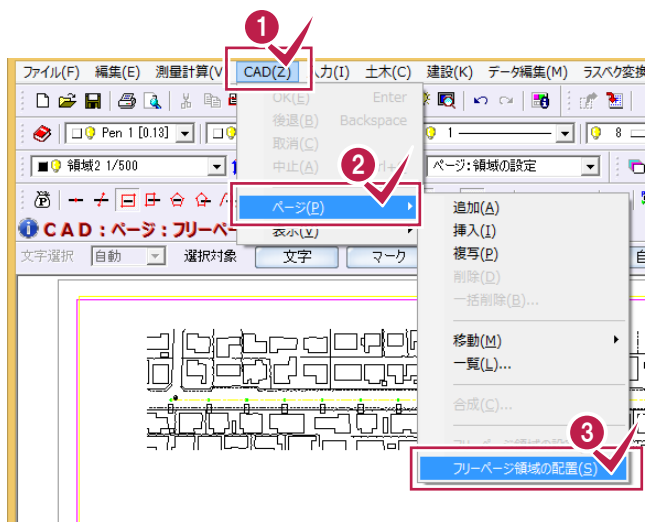 1
ファイル(F) 編集(E) 測量計算(V CAD(Z) 入力(I) 土木(C) 建設(K) データ編集(M) ラスベク変換
OK(E) Enter
後退(B) Backspace
取消(C)
中止(A)
Pen 1 [0.13]
1
8
領域2 1/500
ページ:領域の設定
2
ページ(P)
表示(V)
CAD:ページ:フリーペー
文字選択 自動 選択対象 文字 マーク
追加(A)
挿入(I)
複写(P)
削除(D)
一括削除(B)...
移動(M)
一覧(L)...
合成(C)...
3
フリーページ領域の配置(S)